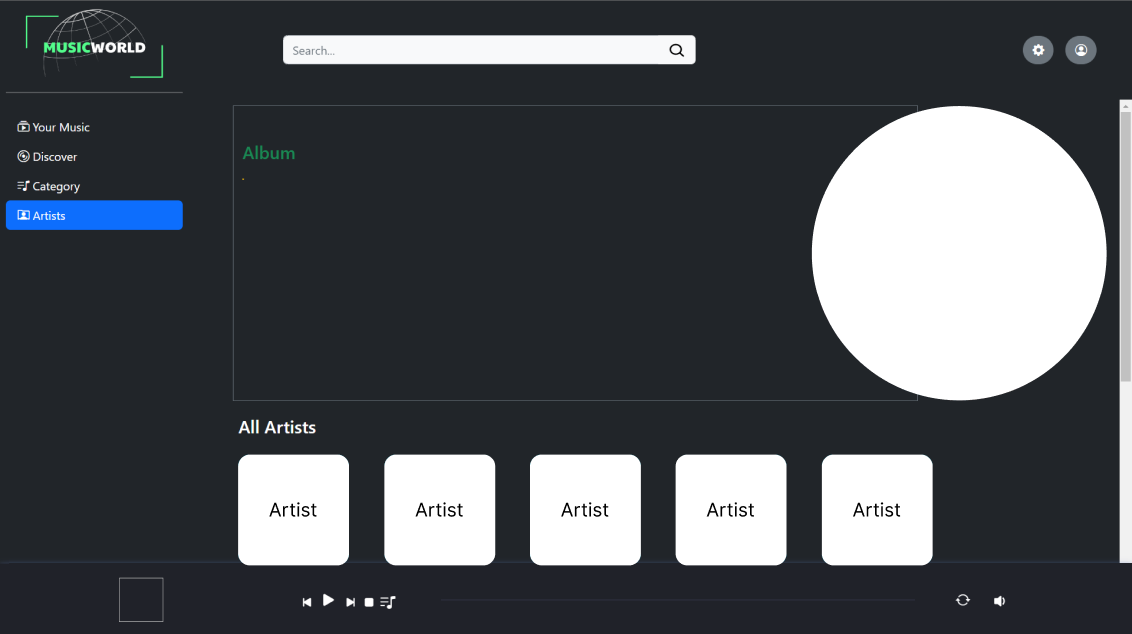 MUSICWORLD
Search...
Your Music
Discover
Category
Artists
Album
.
All Artists
Artist
Artist
Artist
Artist
Artist